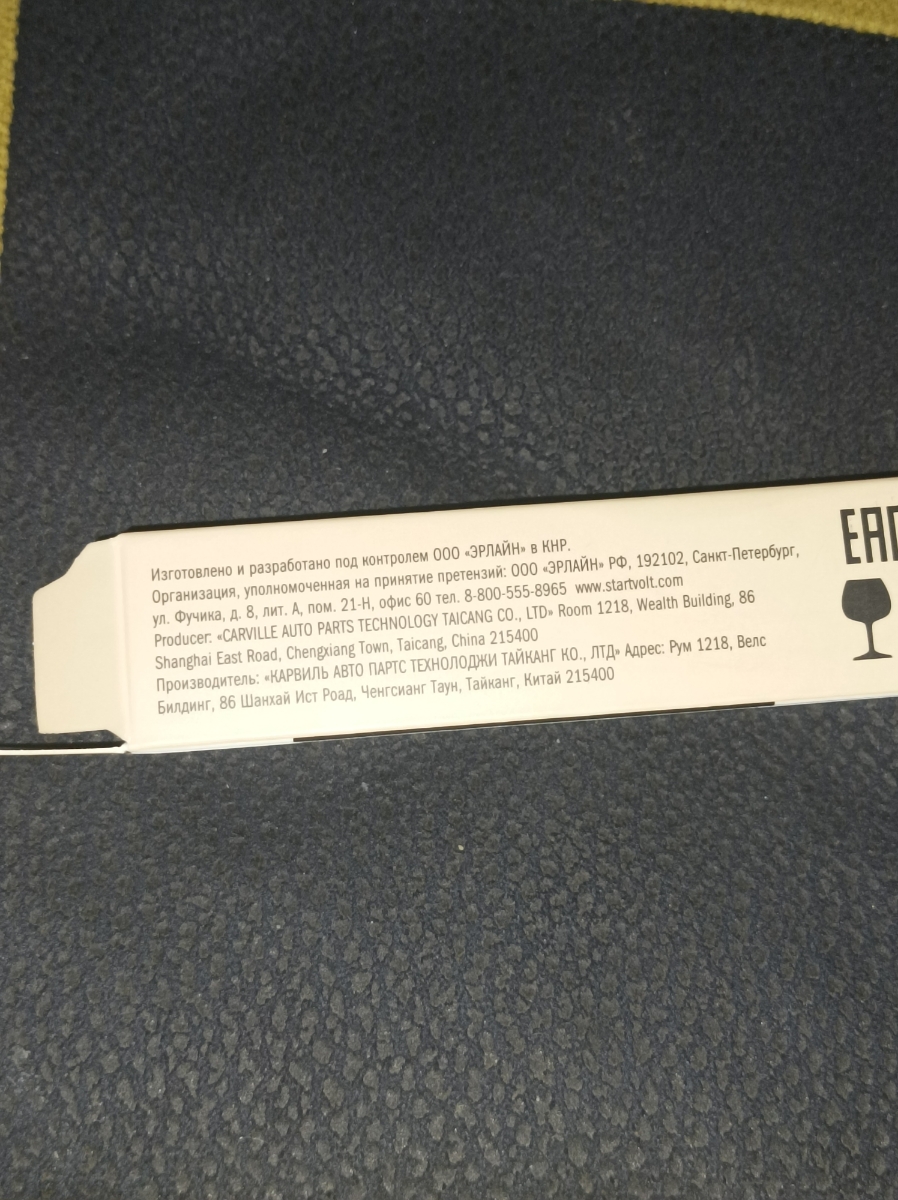 Изготовлено и разработано под контролем ООО «ЭРЛАЙН» в КНР.
Организация, уполномоченная на принятие претензий: ООО «ЭРЛАЙН» РФ, 192102, Санкт-Петербург,
ул. Фучика, д. 8, лит. А, пом. 21-Н, офис 60 тел. 8-800-555-8965 www.startvolt.com
Producer: «CARVILLE AUTO PARTS TECHNOLOGY TAICANG CO., LTD» Room 1218, Wealth Building, 86
Shanghai East Road, Chengxiang Town, Taicang, China 215400
Производитель: «КАРВИЛЬ АВТО ПАРТС ТЕХНОЛОДЖИ ТАЙКАНГ КО., ЛТД» Адрес: Рум 1218, Велс
Билдинг, 86 Шанхай Ист Роад, Ченгсианг Таун, Тайканг, Китай 215400
EAC